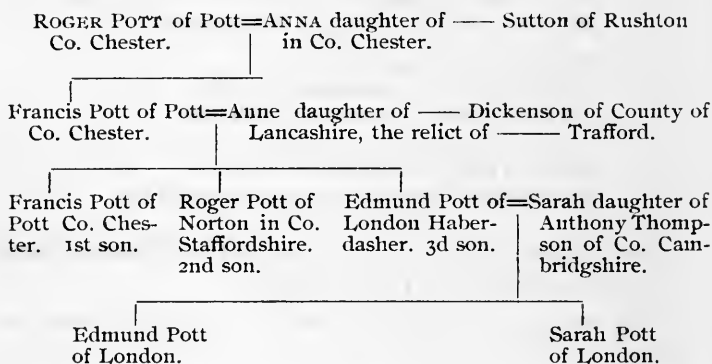 ROGER POTT of Pott=ANNA daughter of —— Sutton of Rushton
Co. Chester. in Co. Chester.
Francis Pott of Pott=Anne daughter of —— Dickenson of County of
Co. Chester. Lancashire, the relict of —— Trafford.
Francis Pott of
Pott Co. Ches-
ter. 1st son.
Roger Pott of
Norton in Co.
Staffordshire.
2nd son.
Edmund Pott of=Sarah daughter of
London Haber- Anthony Thomp-
dasher. 3d son. son of Co. Cam-
bridgshire.
Edmund Pott
of London.
Sarah Pott
of London.